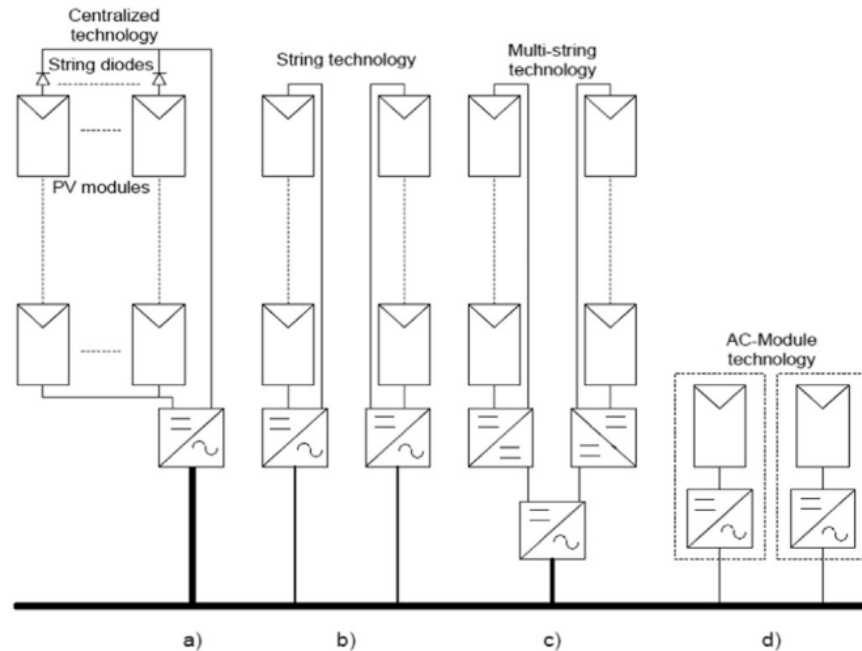 Centralized
technology
String diodes
PV modules
String technology
Multi-string
technology
AC-Module
technology
a)
b)
c)
d)